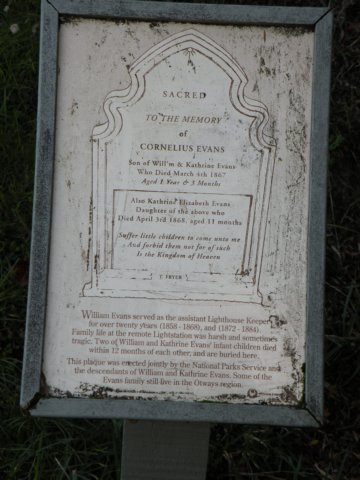 SACRED
TO THE MEMORY
of
CORNELIUS EVANS
Son of Will'm & Kathrine Evans
Who Died March 4th 1867
Aged 1 Year & 3 Months
Also Kathrine Elizabeth Evans
Daughter of the above who
Died April 3rd 1868, aged 11 months
Suffer little children to come unto me
And forbid them not for of such
Is the Kingdom of Heaven
T. FRYER
William Evans served as the assistant Lighthouse Keeper
for over twenty years (1858 - 1868), and (1872 - 1884).
Family life at the remote Lightstation was harsh and sometimes
tragic. Two of William and Kathrine Evans' infant children died
within 12 months of each other, and are buried here.
This plaque was erected jointly by the National Parks Service and
the descendants of William and Kathrine Evans. Some of the
Evans family still live in the Otways region.